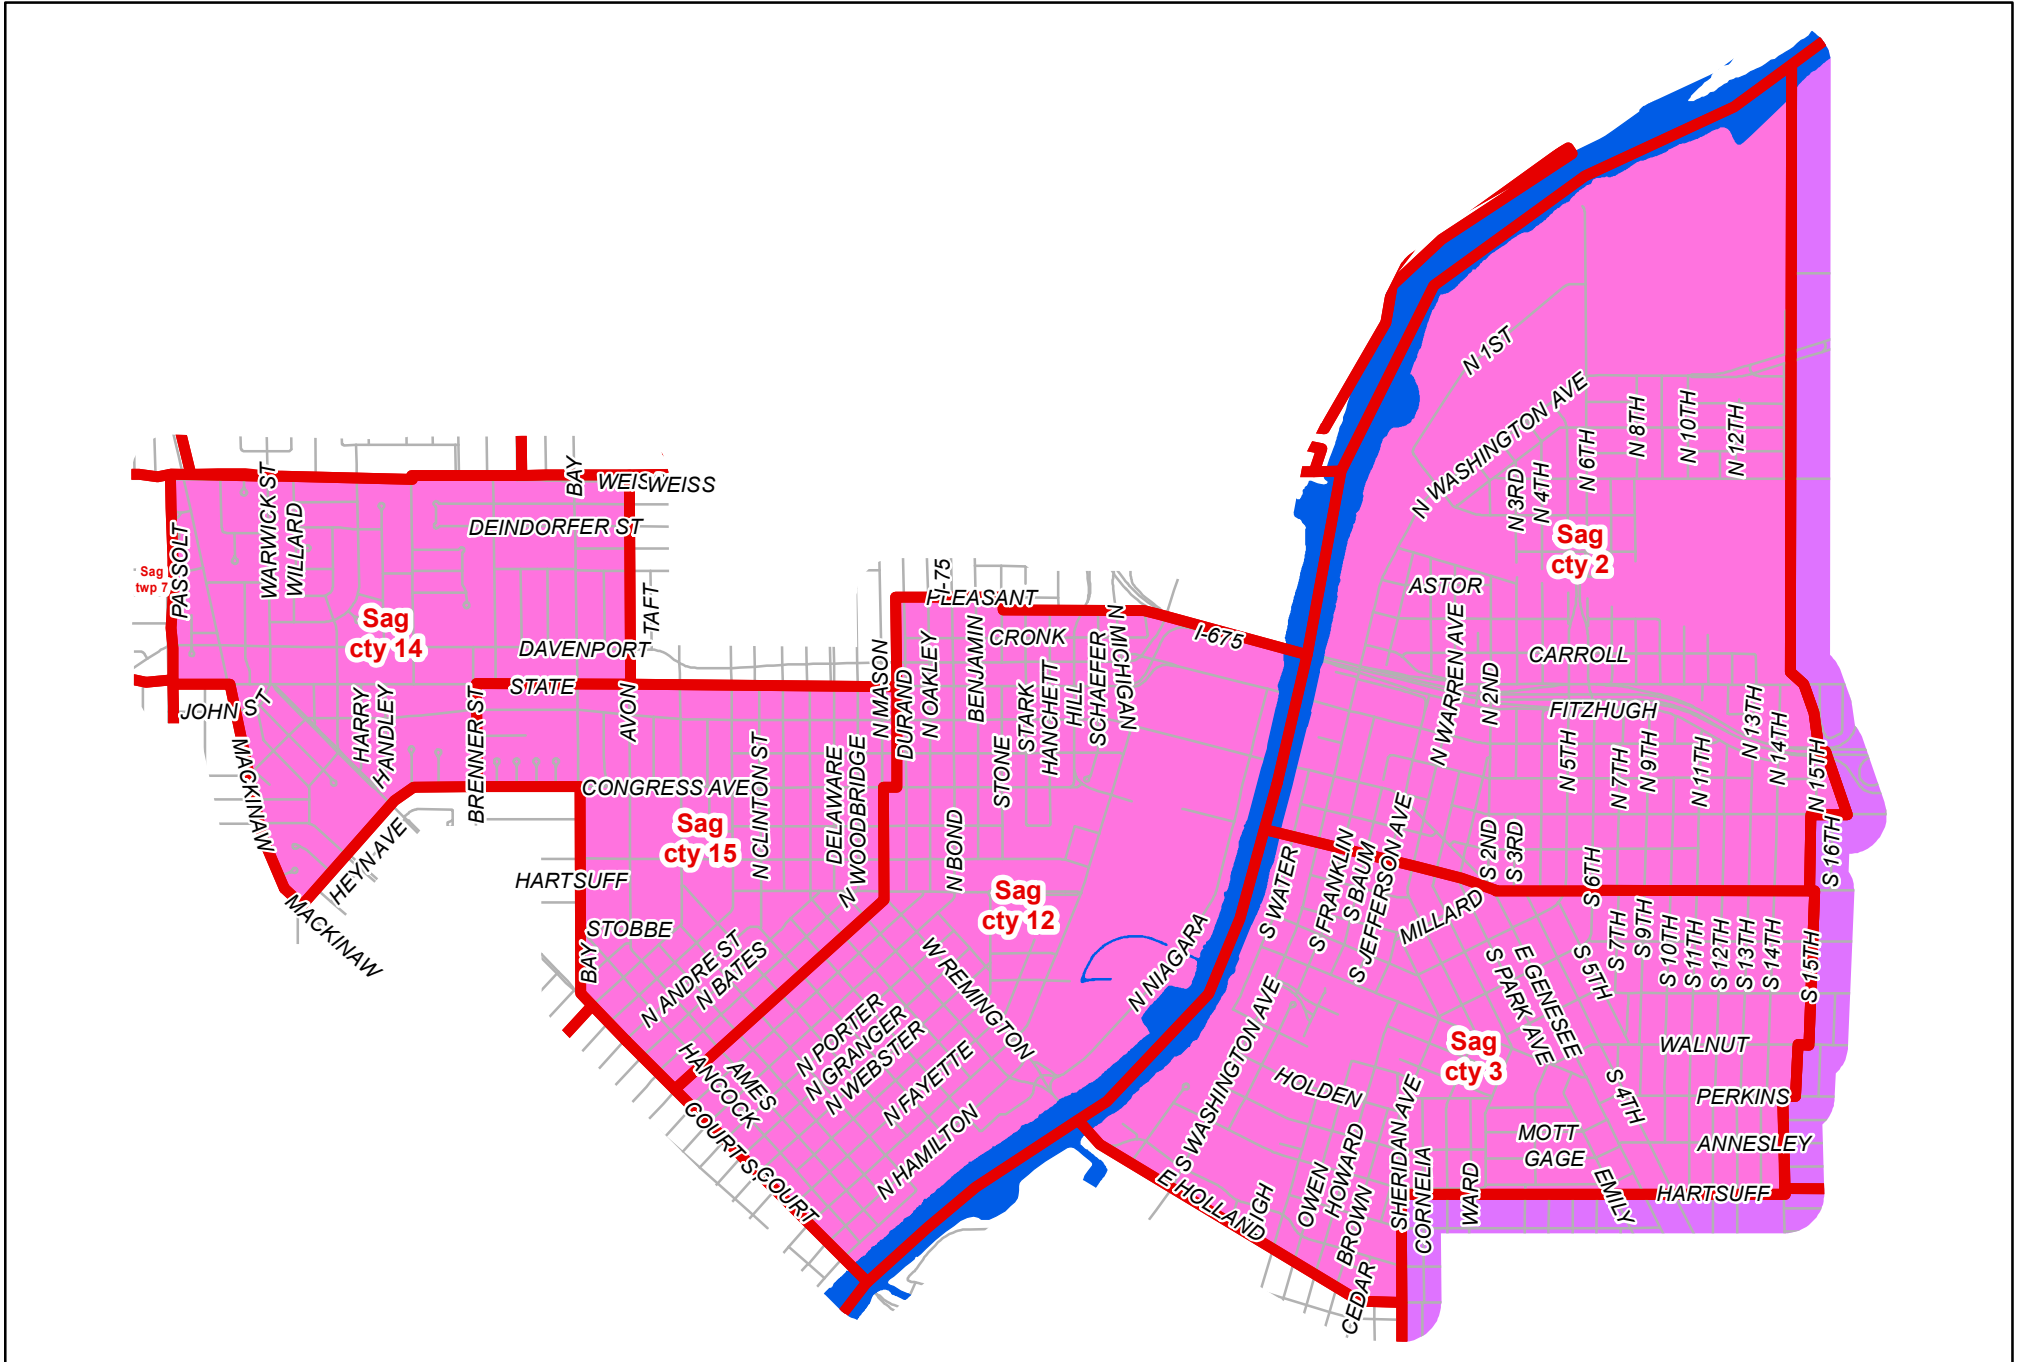 N 1ST
N WASHINGTON AVE
N 8TH
N 10TH
N 12TH
N 6TH
N 4TH
N 3RD
Sag
cty 2
ASTOR
N WARREN AVE
CARROLL
N 2ND
FITZHUGH
N 13TH
N 14TH
N 5TH
N 7TH
N 9TH
N 11TH
N 15TH
S 16TH
WARWICK ST
WILLARD
BAY
WEIS
WEISS
DEINDORFER ST
PASSOLT
Sag
twp 7
Sag
cty 14
TAFT
DAVENPORT
STATE
JOHN ST
HARRY
HANDLEY
BRENNER ST
AVON
MACKINAW
HEYN AVE
MACKINAW
CONGRESS AVE
N CLINTON ST
DELAWARE
N WOODBRIDGE
Sag
cty 15
HARTSUFF
STOBBE
BAY
N ANDRE ST
N BATES
I-75
PLEASANT
N MASON
DURAND
N OAKLEY
BENJAMIN
CRONK
STARK
HANCHETT
HILL
SCHAEFER
N MICHIGAN
I-675
STONE
N BOND
Sag
cty 12
W REMINGTON
N NIAGARA
N PORTER
N GRANGER
N WEBSTER
N FAYETTE
N HAMILTON
HANCOCK
AMES
COURT S
COURT
S WATER
S FRANKLIN
S BAUM
S JEFFERSON AVE
MILLARD
S 2ND
S 3RD
S 6TH
S 7TH
S 9TH
S 10TH
S 11TH
S 12TH
S 13TH
S 14TH
S 15TH
S 5TH
E GENESEE
S PARK AVE
Sag
cty 3
S 4TH
WALNUT
PERKINS
ANNESLEY
MOTT
GAGE
EMILY
HARTSUFF
S WASHINGTON AVE
HOLDEN
SHERIDAN AVE
CORNELIA
WARD
OWEN
HOWARD
BROWN
E HOLLAND
IGH
CEDAR